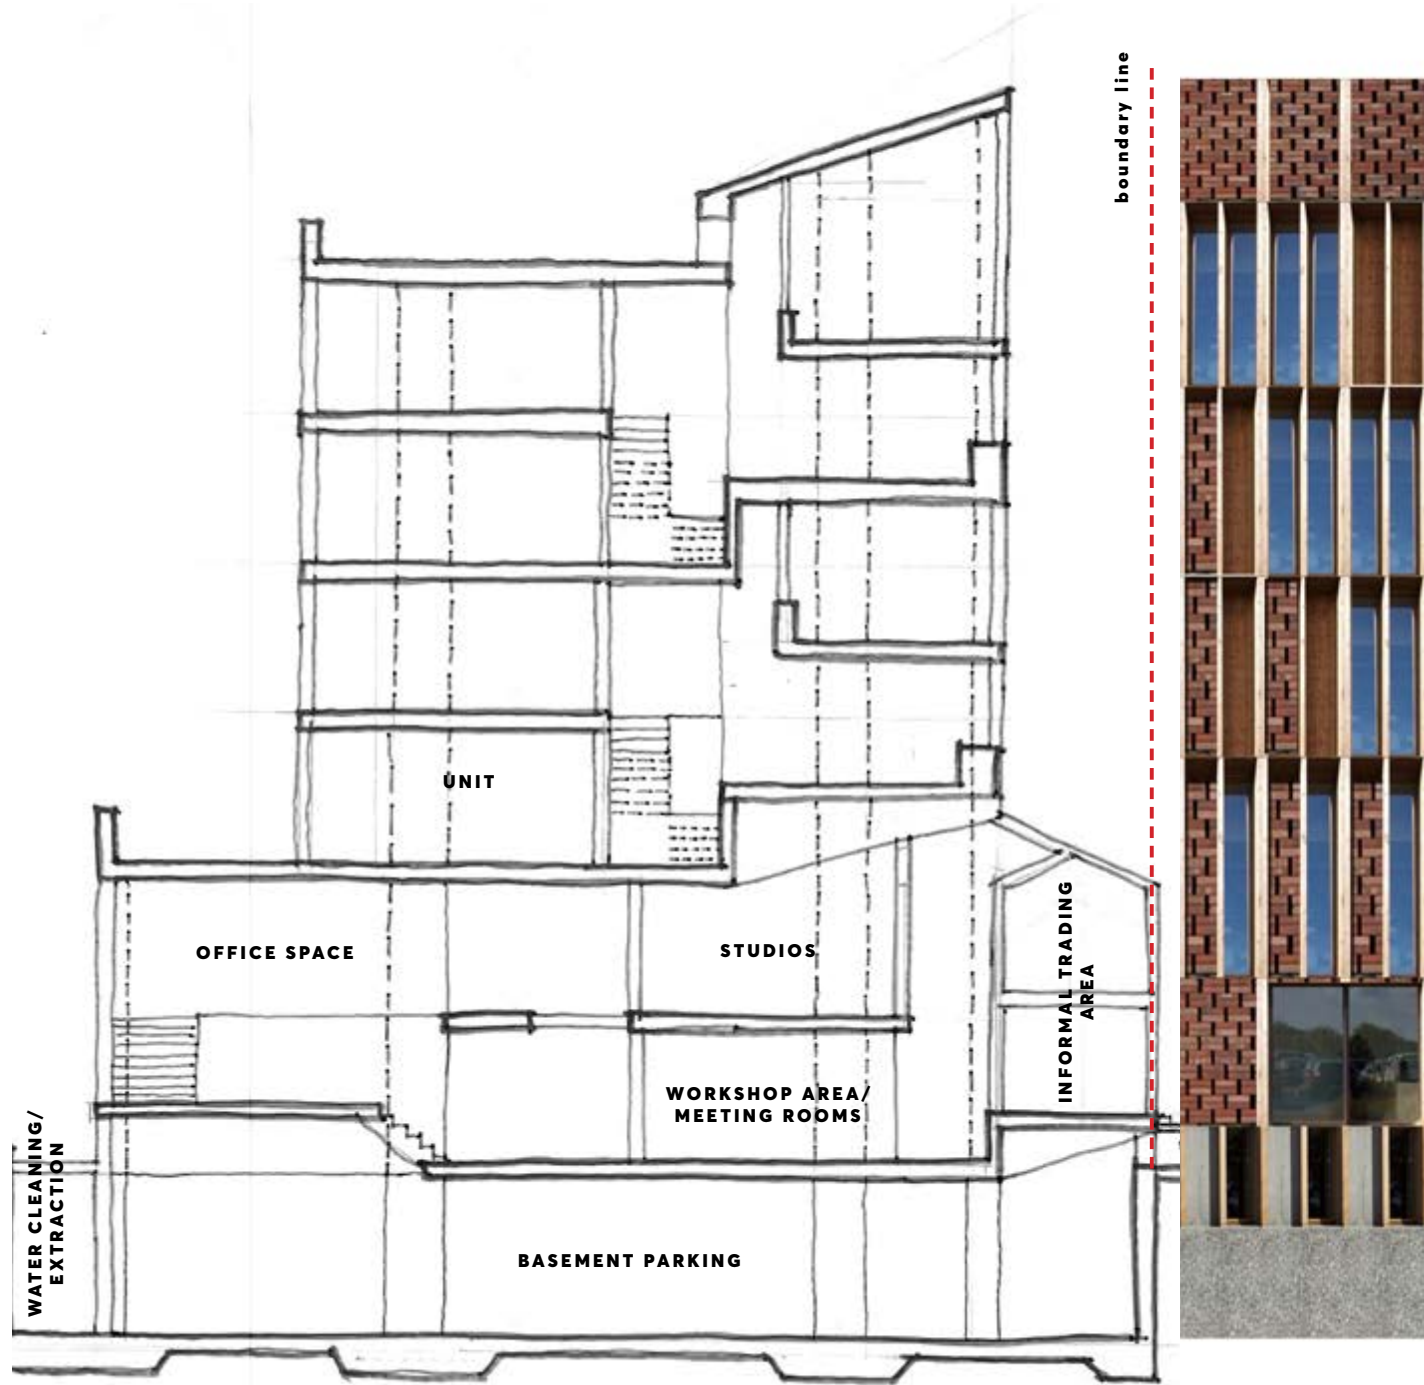 boundary line
UNIT
OFFICE SPACE
STUDIOS
INFORMAL TRADING
AREA
WORKSHOP AREA/
MEETING ROOMS
WATER CLEANING/
EXTRACTION
BASEMENT PARKING